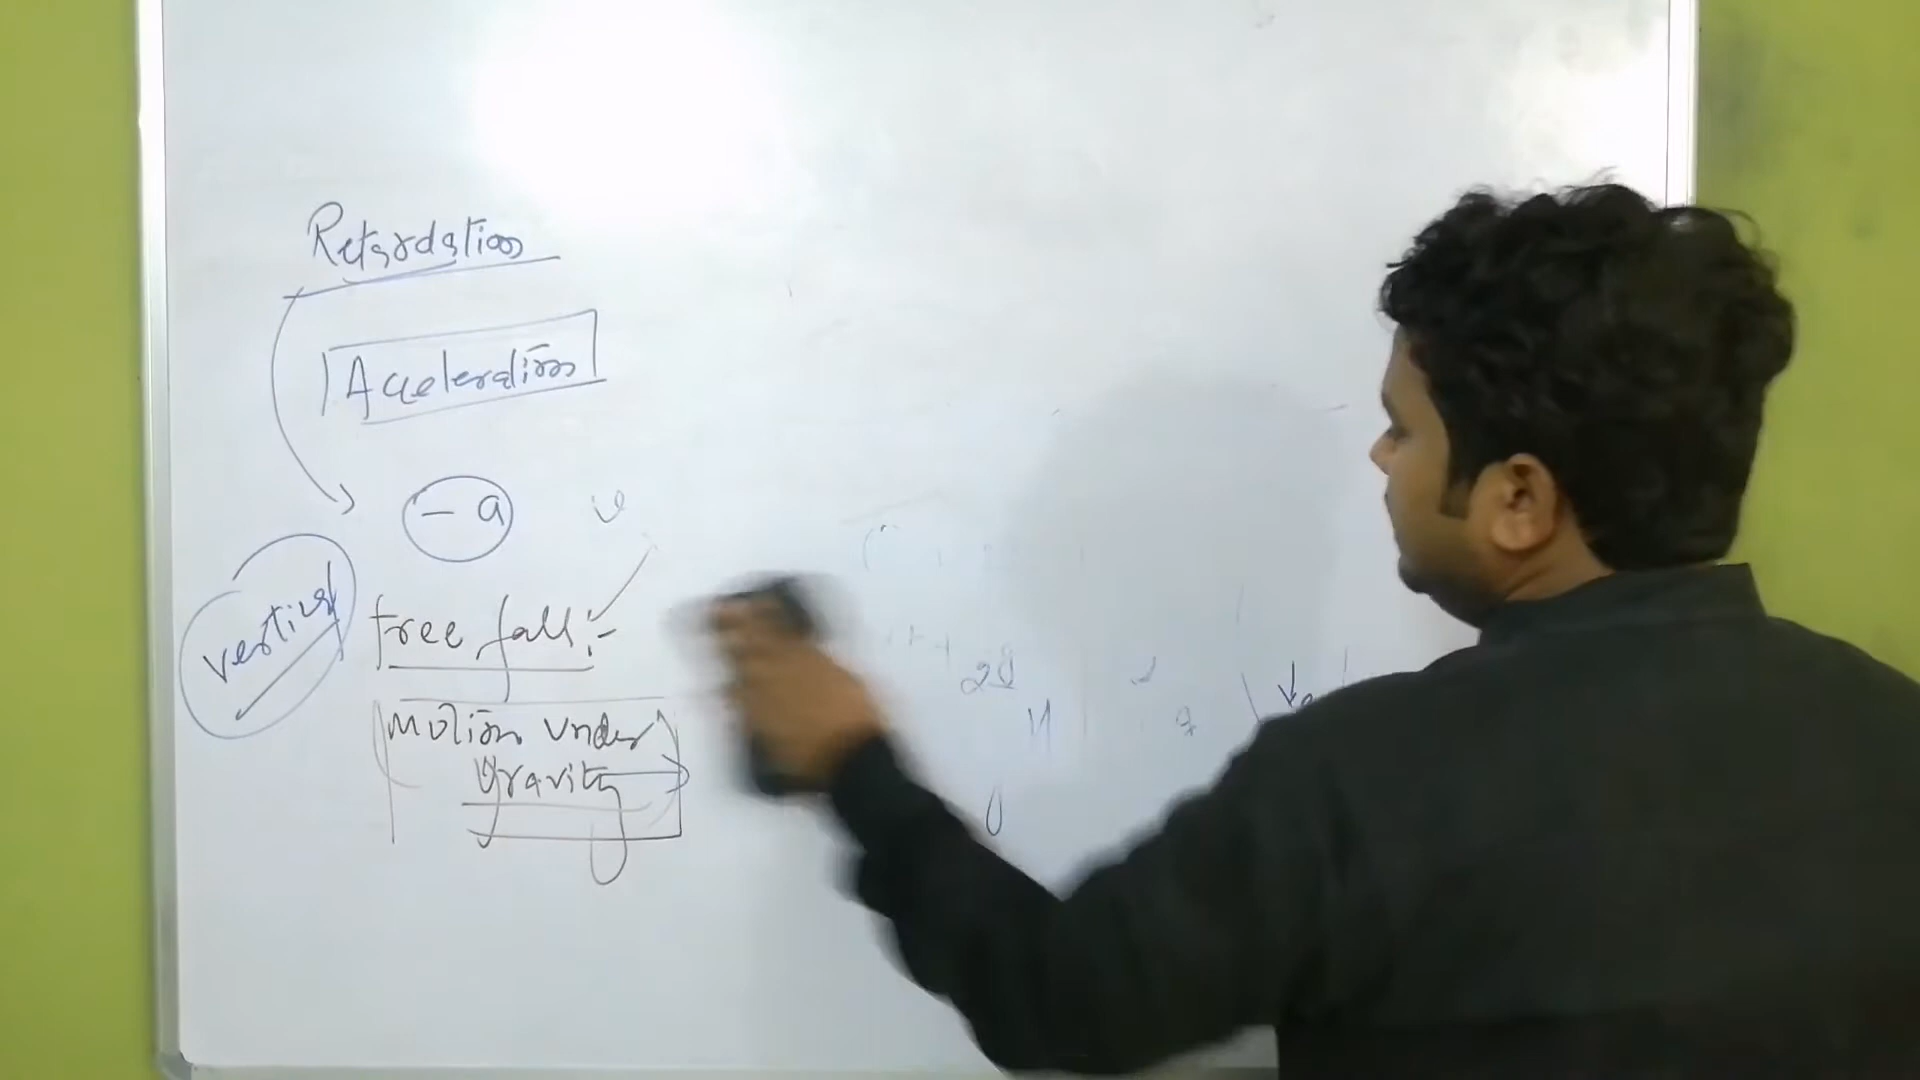 Retardation
Acceleration
- a
vertical
free fall :-
Motion under
gravity